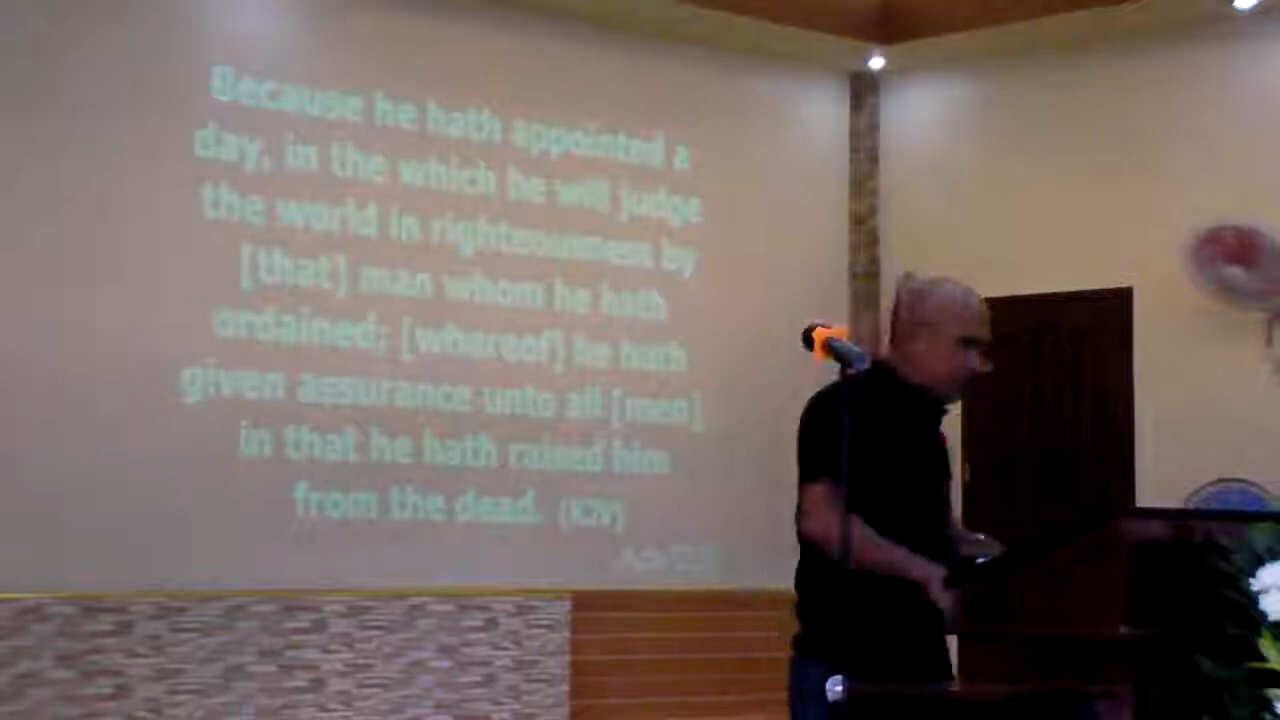 Because he hath appointed a
day, in the which he will judge
the world in righteousness by
[that] man whom he hath
ordained; [whereof] he hath
given assurance unto all [men]
in that he hath raised him
from the dead. (KJV)